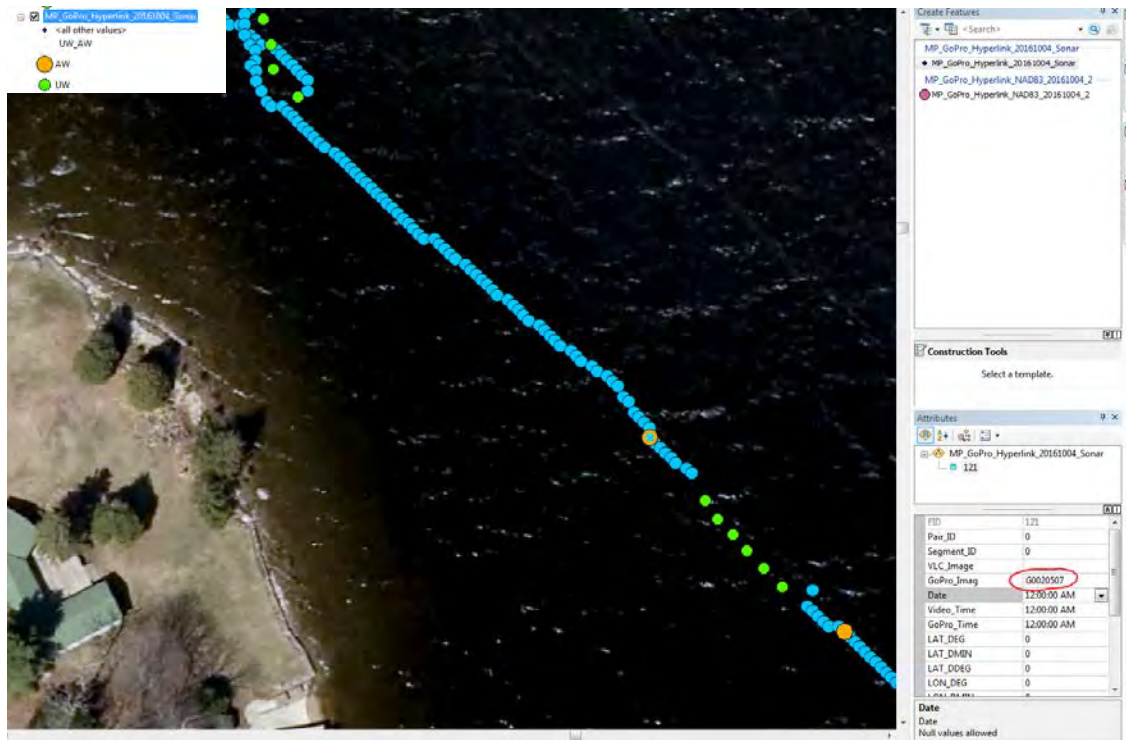 MP_GoPro_Hyperlink_20161004_Sonar
<all other values>
UW_AW
AW
UW
Create Features
<Search>
MP_GoPro_Hyperlink_20161004_Sonar
MP_GoPro_Hyperlink_20161004_Sonar
MP_GoPro_Hyperlink_NAD83_20161004_2
MP_GoPro_Hyperlink_NAD83_20161004_2
Construction Tools
Select a template.
Attributes
MP_GoPro_Hyperlink_20161004_Sonar
121
FID 121
Pair_ID 0
Segment_ID 0
VLC_Image
GoPro_Imag G0020507
Date 12:00:00 AM
Video_Time 12:00:00 AM
GoPro_Time 12:00:00 AM
LAT_DEG 0
LAT_DMIN 0
LAT_DDEG 0
LON_DEG 0
Date
Date
Null values allowed